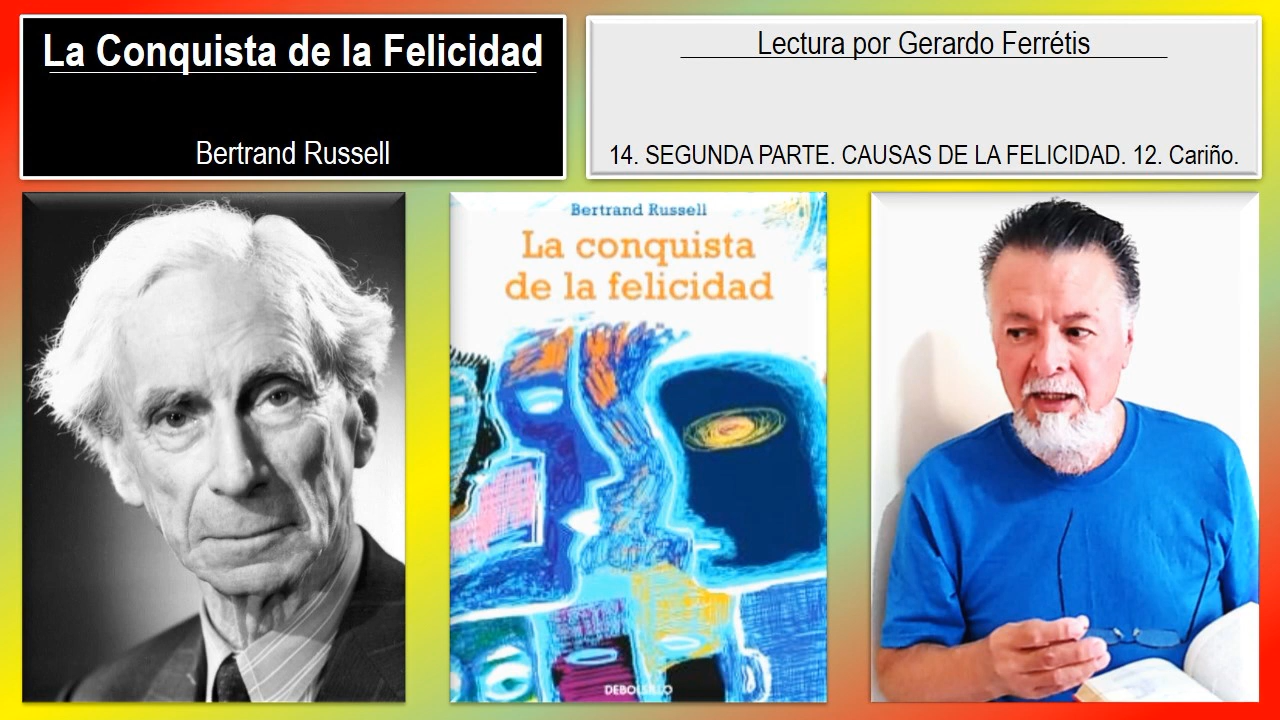 La Conquista de la Felicidad
Bertrand Russell
Lectura por Gerardo Ferrétis
14. SEGUNDA PARTE. CAUSAS DE LA FELICIDAD. 12. Cariño.
Bertrand Russell
La conquista
de la felicidad
DEBOLSILLO